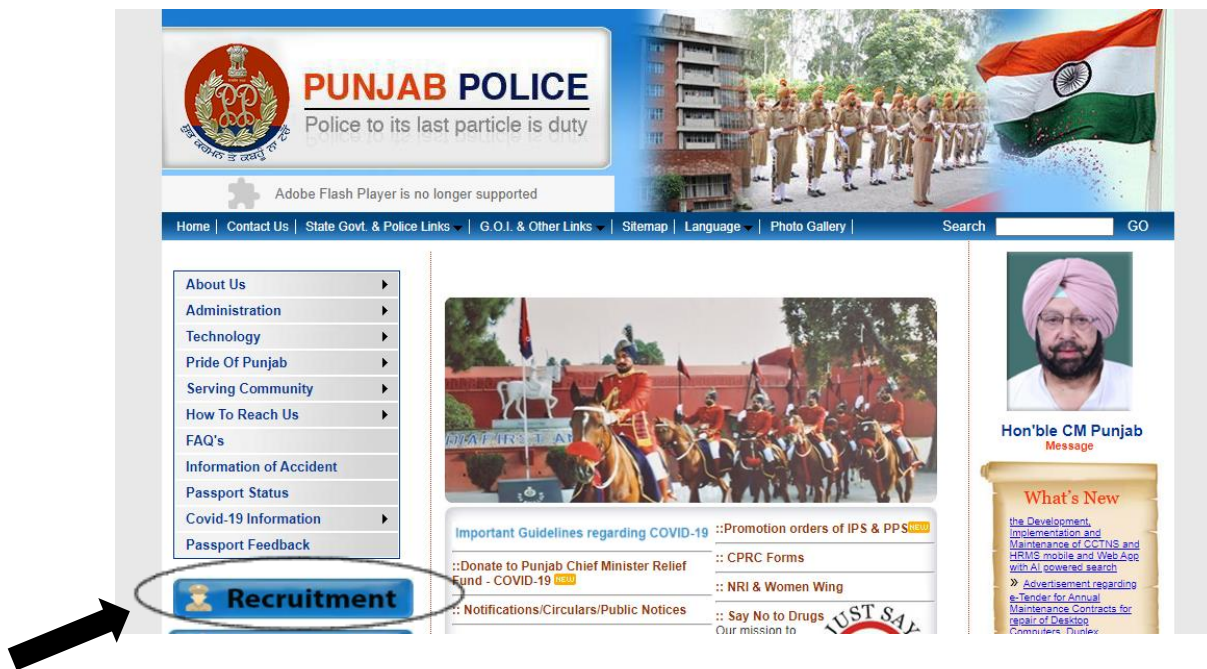 PUNJAB POLICE
Police to its last particle is duty
Adobe Flash Player is no longer supported
Home | Contact Us | State Govt. & Police Links | G.O.I. & Other Links | Sitemap | Language | Photo Gallery | Search GO
About Us
Administration
Technology
Pride Of Punjab
Serving Community
How To Reach Us
FAQ's
Information of Accident
Passport Status
Covid-19 Information
Passport Feedback
Recruitment
Important Guidelines regarding COVID-19
::Donate to Punjab Chief Minister Relief
Fund - COVID-19 NEW
:: Notifications/Circulars/Public Notices
::Promotion orders of IPS & PPS NEW
:: CPRC Forms
:: NRI & Women Wing
:: Say No to Drugs
Our mission to
JUST SAY
Hon'ble CM Punjab
Message
What's New
the Development,
Implementation and
Maintenance of CCTNS and
HRMS mobile and Web App
with AI powered search
» Advertisement regarding
e-Tender for Annual
Maintenance Contracts for
repair of Desktop
Computers, Duplex